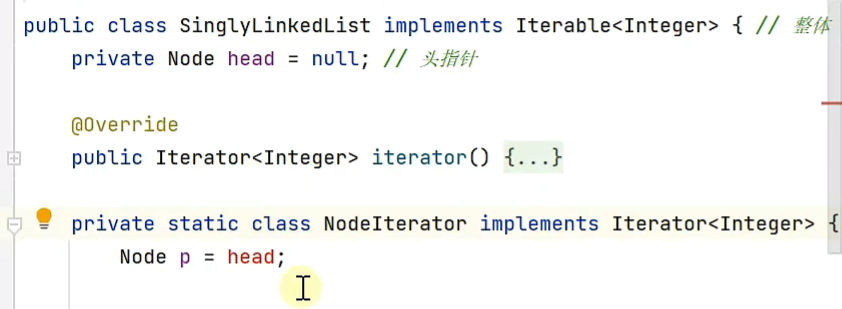 public class SinglyLinkedList implements Iterable<Integer> { // 整体
private Node head = null; // 头指针
@Override
public Iterator<Integer> iterator() {...}
private static class NodeIterator implements Iterator<Integer> {
Node p = head;